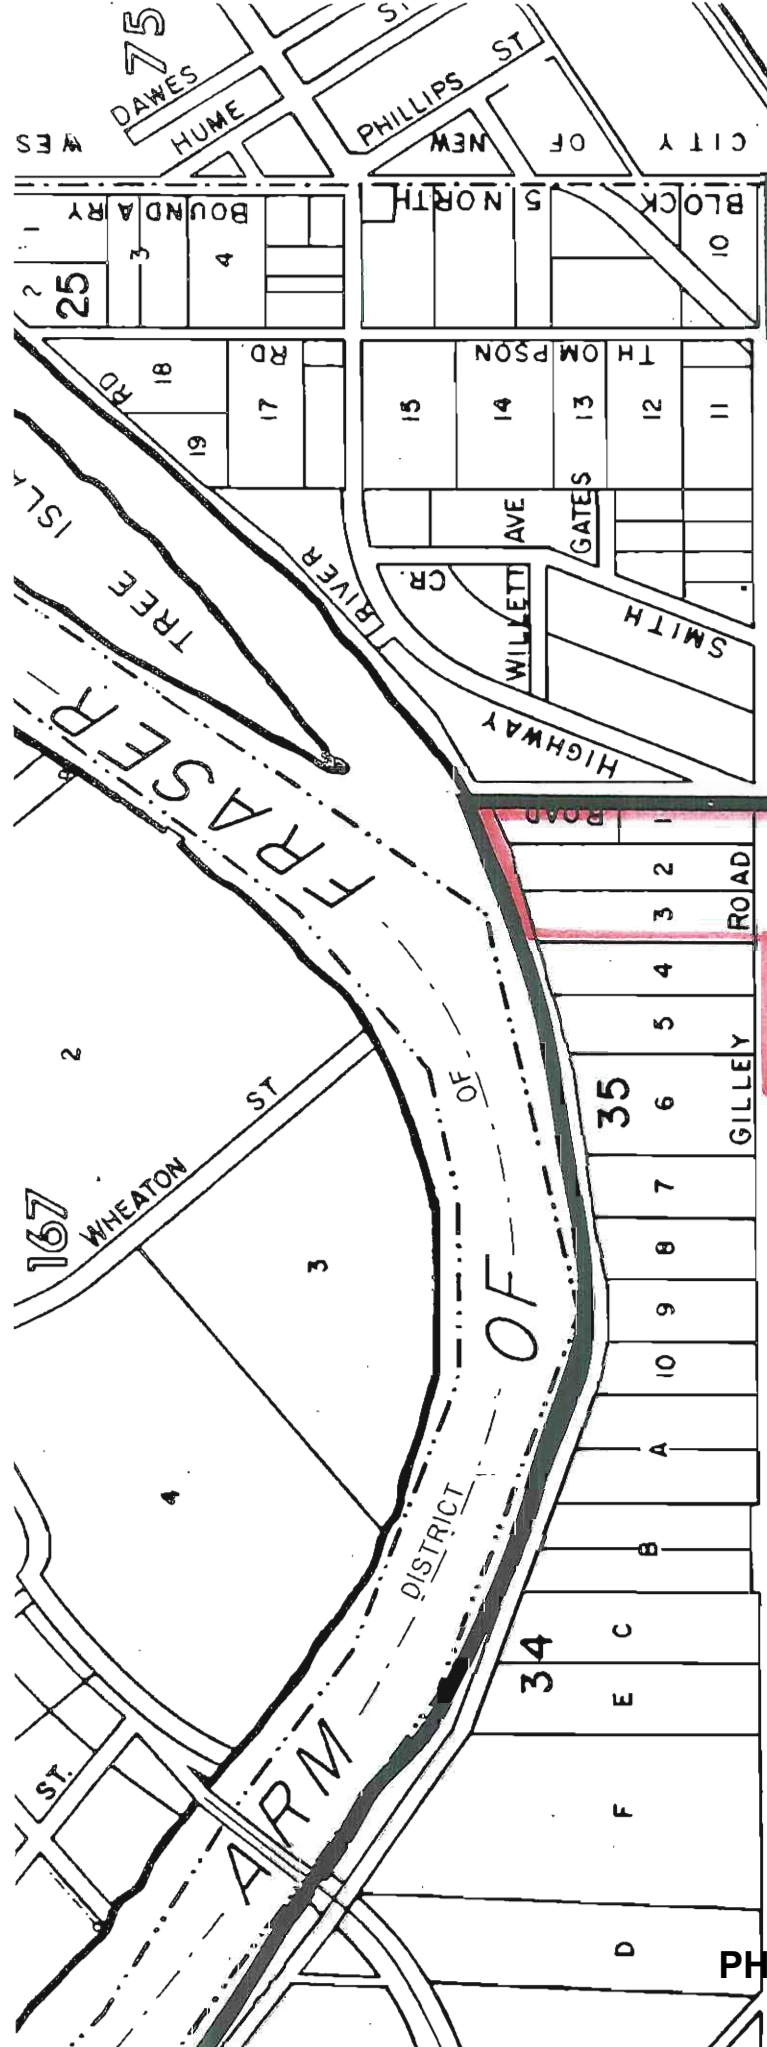 ST
75
DAWES
HUME
PHILLIPS ST
CITY OF NEW WES
BLOCK 5 NORTH
BOUNDARY
1
2
25
3
4
10
RD
18
19
17
RD
15
14
13
12
11
THOMPSON
AVE
GATES
WILLETT
CR.
SMITH
TREE
RIVER
HIGHWAY
FRASER
ROAD
1
2
3
4
5
35
6
7
8
9
10
GILLEY ROAD
2
WHEATON ST
167
3
4
OF
OF
DISTRICT
ARM
ST.
A
B
C
34
E
F
D
PH